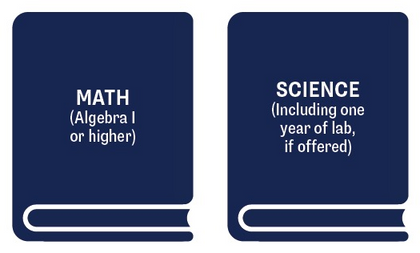 MATH
(Algebra I
or higher)
SCIENCE
(Including one
year of lab,
if offered)